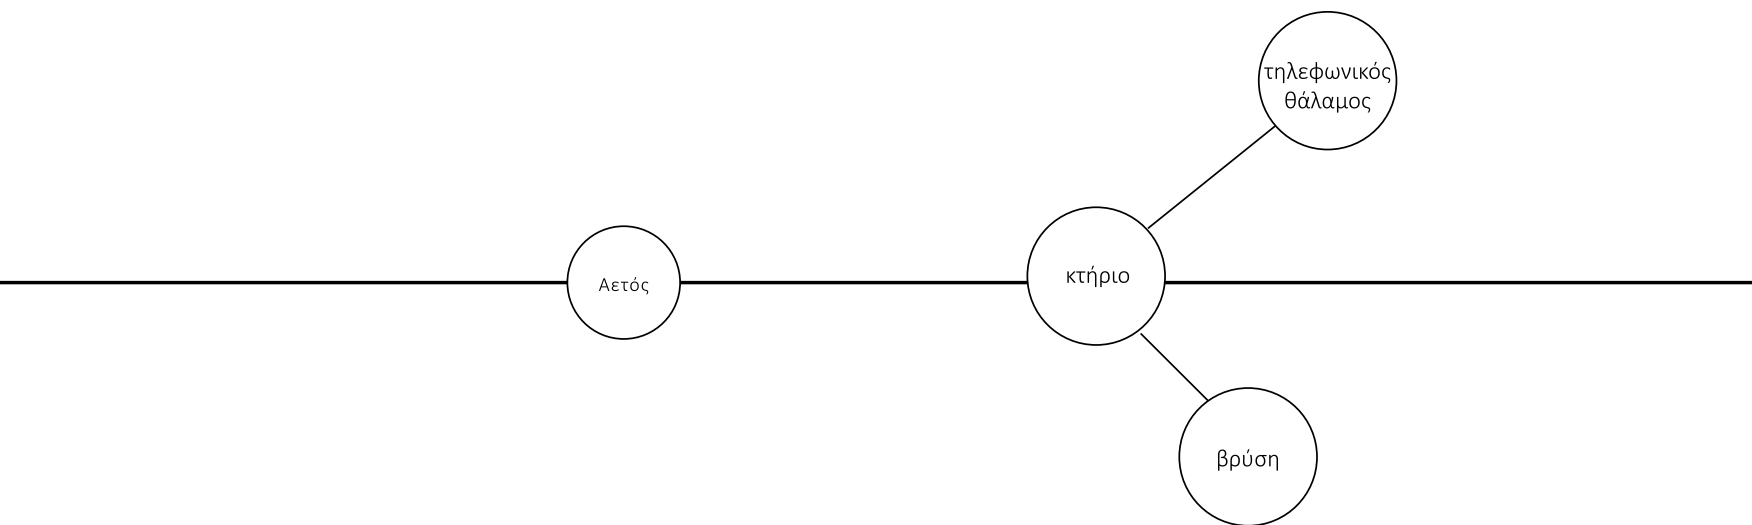 τηλεφωνικός
θάλαμος
Αετός
κτήριο
βρύση